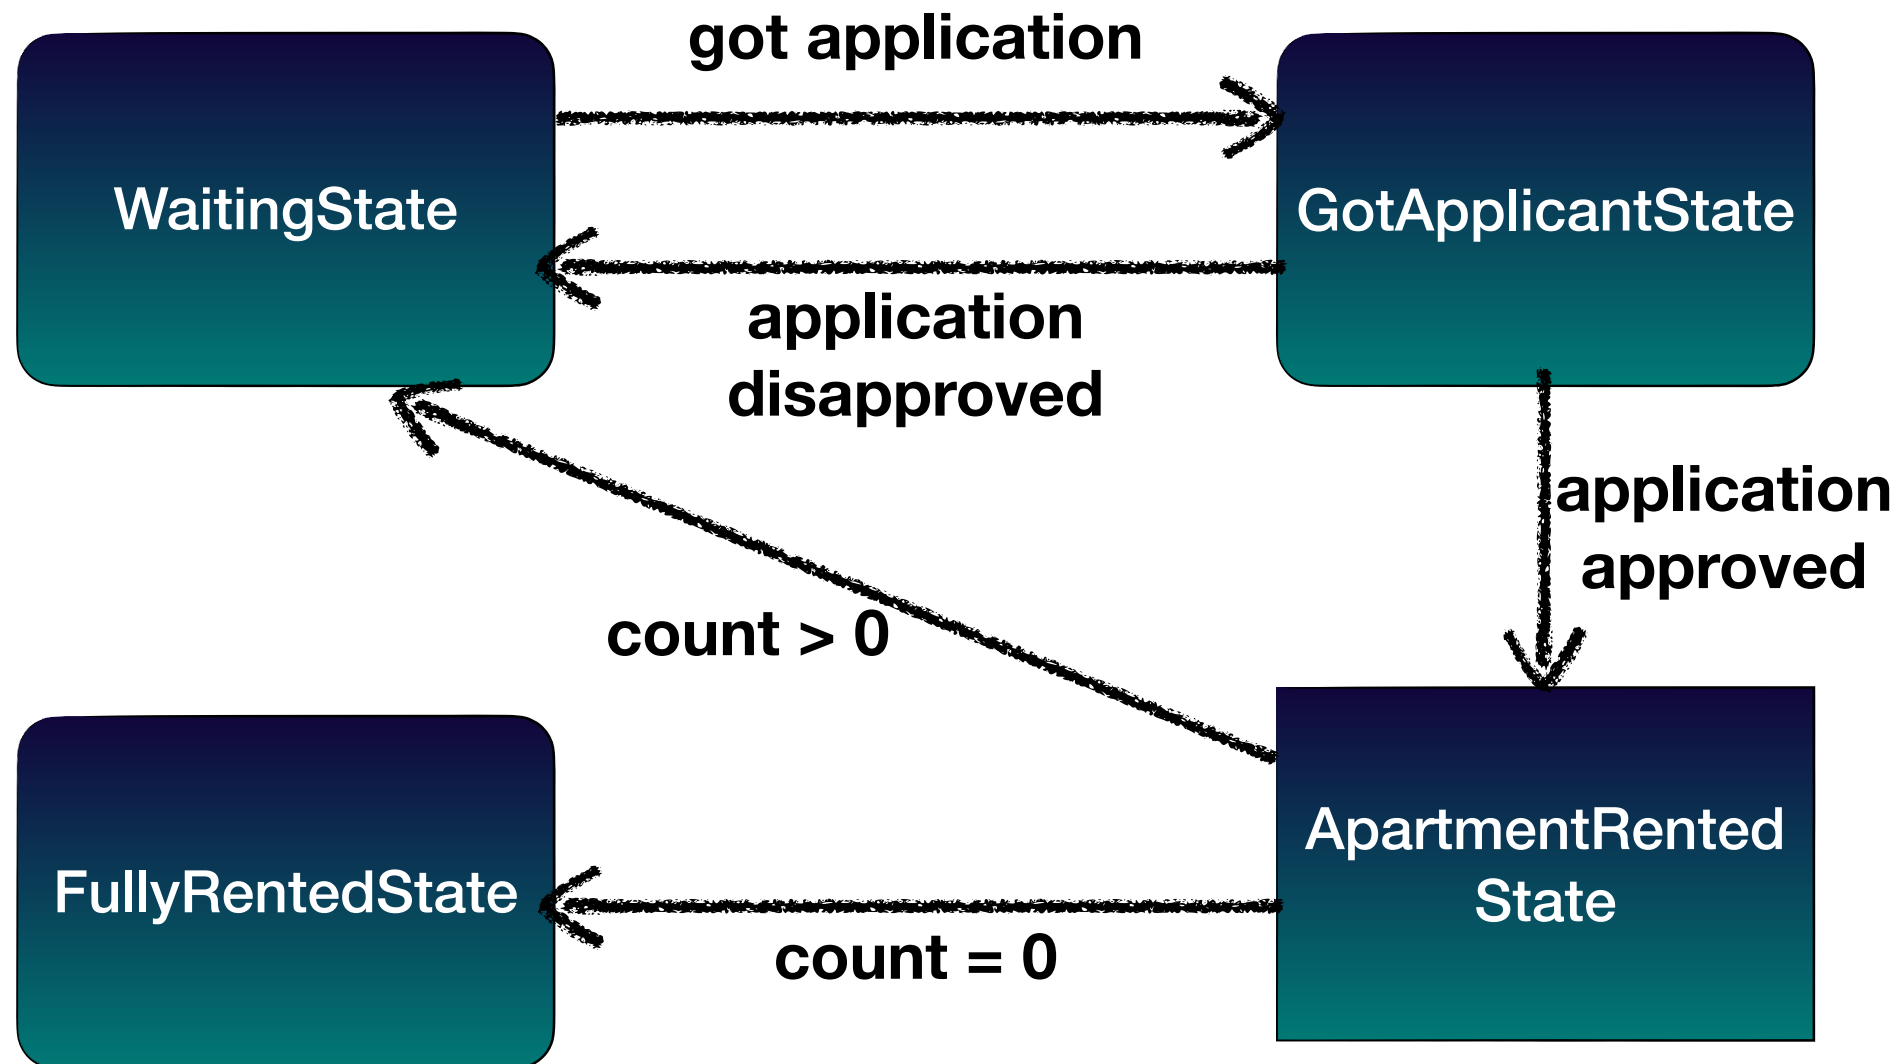 got application
WaitingState
GotApplicantState
application
disapproved
application
approved
count > 0
ApartmentRented
State
FullyRentedState
count = 0